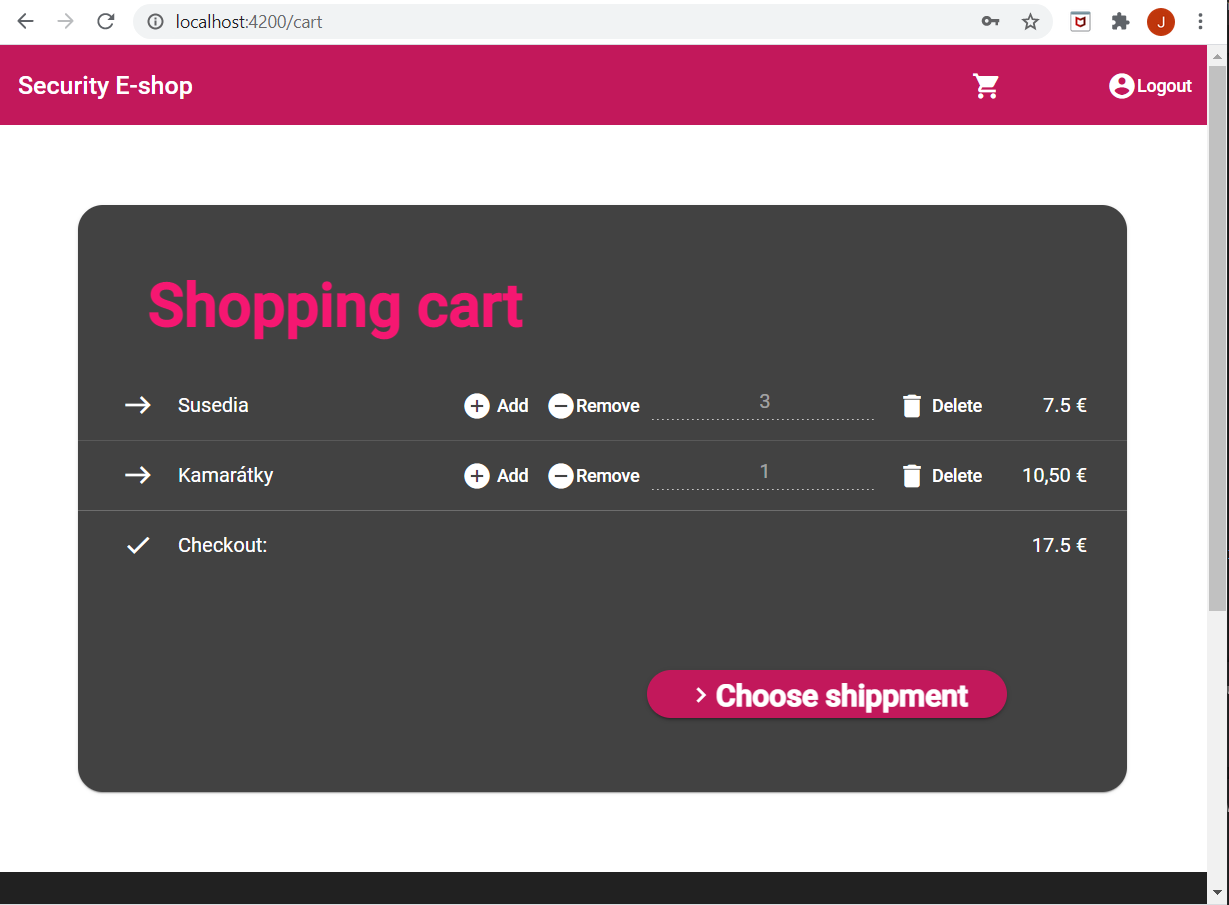 localhost:4200/cart
J
Security E-shop
Logout
Shopping cart
Susedia Add Remove 3 Delete 7.5 €
Kamarátky Add Remove 1 Delete 10,50 €
Checkout: 17.5 €
Choose shippment